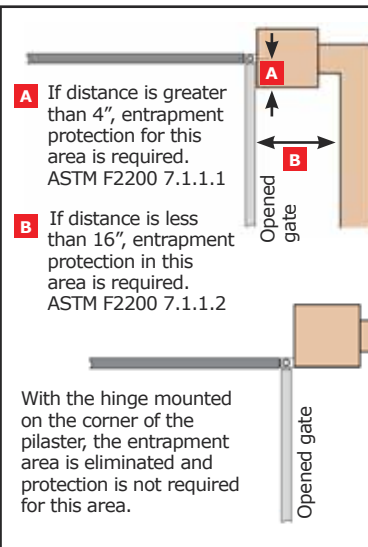 A
A If distance is greater
than 4”, entrapment
protection for this
area is required.
ASTM F2200 7.1.1.1
B
Opened
gate
B If distance is less
than 16”, entrapment
protection in this
area is required.
ASTM F2200 7.1.1.2
With the hinge mounted
on the corner of the
pilaster, the entrapment
area is eliminated and
protection is not required
for this area.
Opened gate